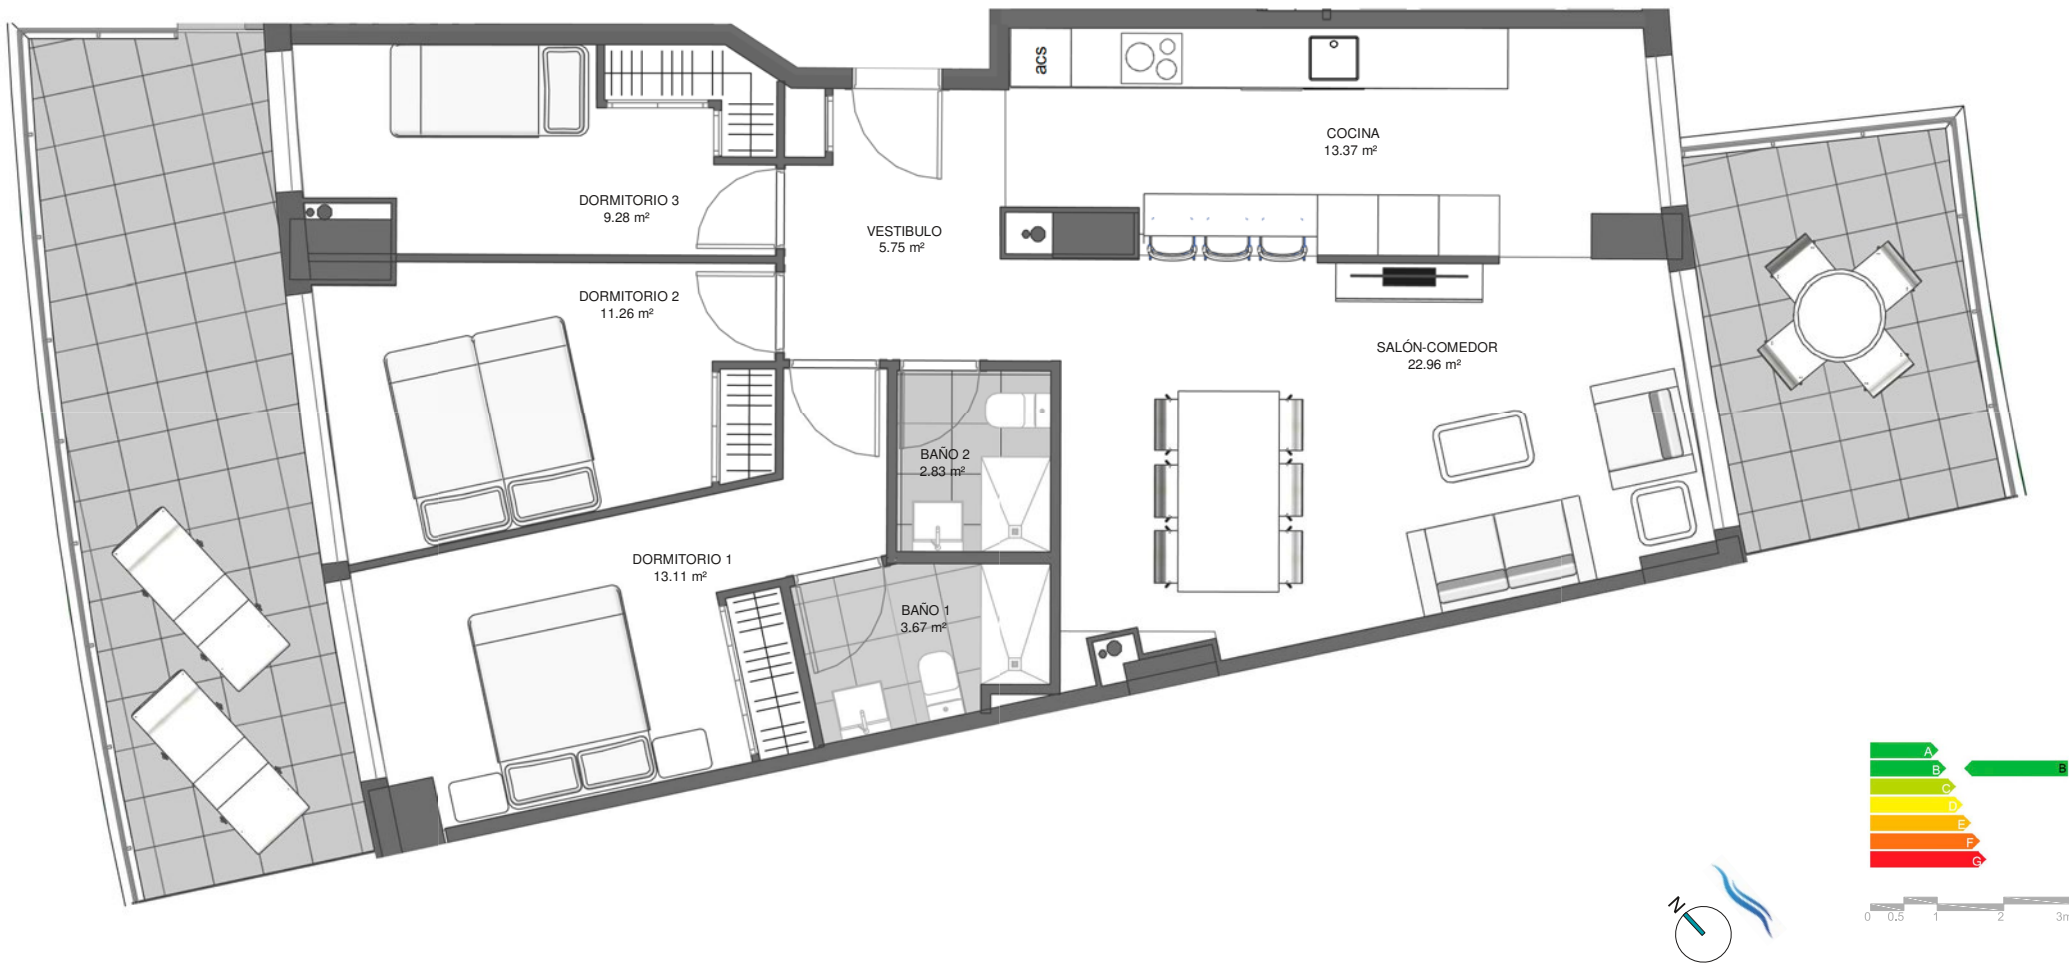 acs
COCINA
13.37 m²
DORMITORIO 3
9.28 m²
VESTIBULO
5.75 m²
DORMITORIO 2
11.26 m²
SALÓN-COMEDOR
22.96 m²
BAÑO 2
2.83 m²
DORMITORIO 1
13.11 m²
BAÑO 1
3.67 m²
A
B
B
C
D
E
F
G
N
0 0.5 1 2 3m